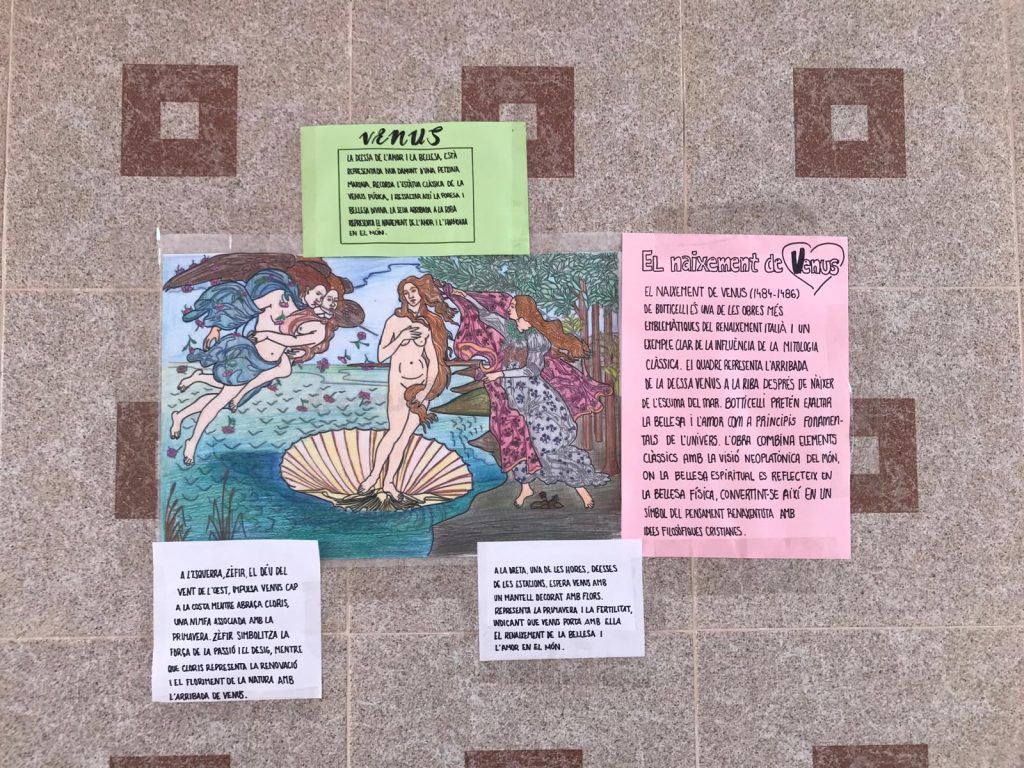 Venus
LA DEESSA DE L'AMOR I LA BELLESA, ESTÀ
REPRESENTADA NUA DAMUNT D'UNA PETXINA
MARINA. RECORDA L'ESTÀTUA CLÀSSICA DE LA
VENUS PÚDICA, I RESSALTAR AIXÍ LA PURESA I
BELLESA DIVINA. LA SEUA ARRIBADA A LA RIBA
REPRESENTA EL NAIXEMENT DE L'AMOR I L'HARMONIA
EN EL MÓN.
EL naixement de Venus
EL NAIXEMENT DE VENUS (1484-1486)
DE BOTTICELLI ÉS UNA DE LES OBRES MÉS
EMBLEMÀTIQUES DEL RENAIXEMENT ITALIÀ I UN
EXEMPLE CLAR DE LA INFLUÈNCIA DE LA MITOLOGIA
CLÀSSICA. El QUADRE REPRESENTA L'ARRIBADA
DE LA DEESSA VENUS A LA RIBA DESPRÉS DE NÀIXER
DE L'ESCUMA DEL MAR. BOTTICELLI PRETÉN EXALTAR
LA BELLESA I L'AMOR COM A PRINCIPIS FONAMEN-
TALS DE L'UNIVERS. L'OBRA COMBINA ELEMENTS
CLÀSSICS AMB LA VISIÓ NEOPLATÒNICA DEL MÓN,
ON LA BELLESA ESPIRITUAL ES REFLECTEIX EN
LA BELLESA FÍSICA, CONVERTINT-SE AIXÍ EN UN
SÍMBOL DEL PENSAMENT RENAIXENTISTA AMB
IDEES FILOSÒFIQUES CRISTIANES.
A L'ESQUERRA, ZÈFIR, EL DÉU DEL
VENT DE L'OEST, IMPULSA VENUS CAP
A LA COSTA MENTRE ABRAÇA CLORIS,
UNA NIMFA ASSOCIADA AMB LA
PRIMAVERA. ZÈFIR SIMBOLITZA LA
FORÇA DE LA PASSIÓ I EL DESIG, MENTRE
QUE CLORIS REPRESENTA LA RENOVACIÓ
I EL FLORIMENT DE LA NATURA AMB
L'ARRIBADA DE VENUS.
A LA DRETA, UNA DE LES HORES, DEESSES
DE LES ESTACIONS, ESPERA VENUS AMB
UN MANTELL DECORAT AMB FLORS.
REPRESENTA LA PRIMAVERA I LA FERTILITAT,
INDICANT QUE VENUS PORTA AMB ELLA
EL RENAIXEMENT DE LA BELLESA I
L'AMOR EN EL MÓN.